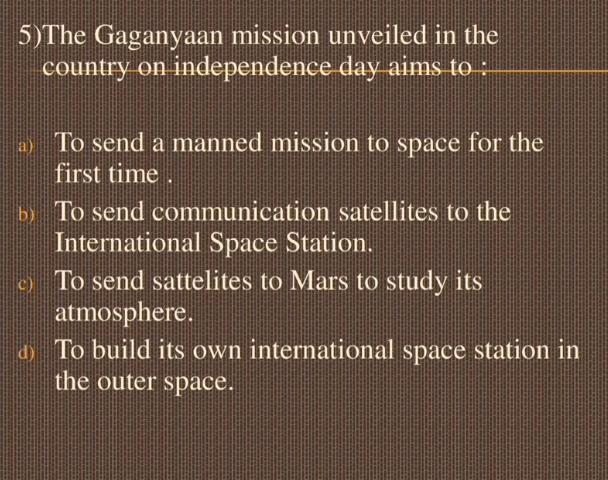 5)The Gaganyaan mission unveiled in the
country on independence day aims to :
a) To send a manned mission to space for the
first time .
b) To send communication satellites to the
International Space Station.
c) To send sattelites to Mars to study its
atmosphere.
d) To build its own international space station in
the outer space.